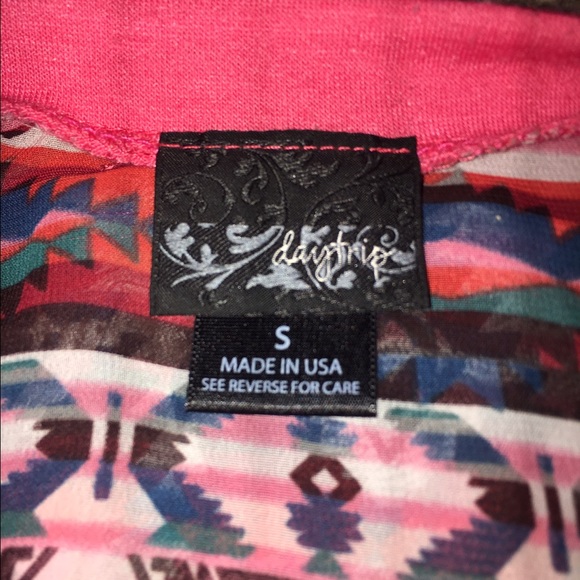 daytrip
S
MADE IN USA
SEE REVERSE FOR CARE